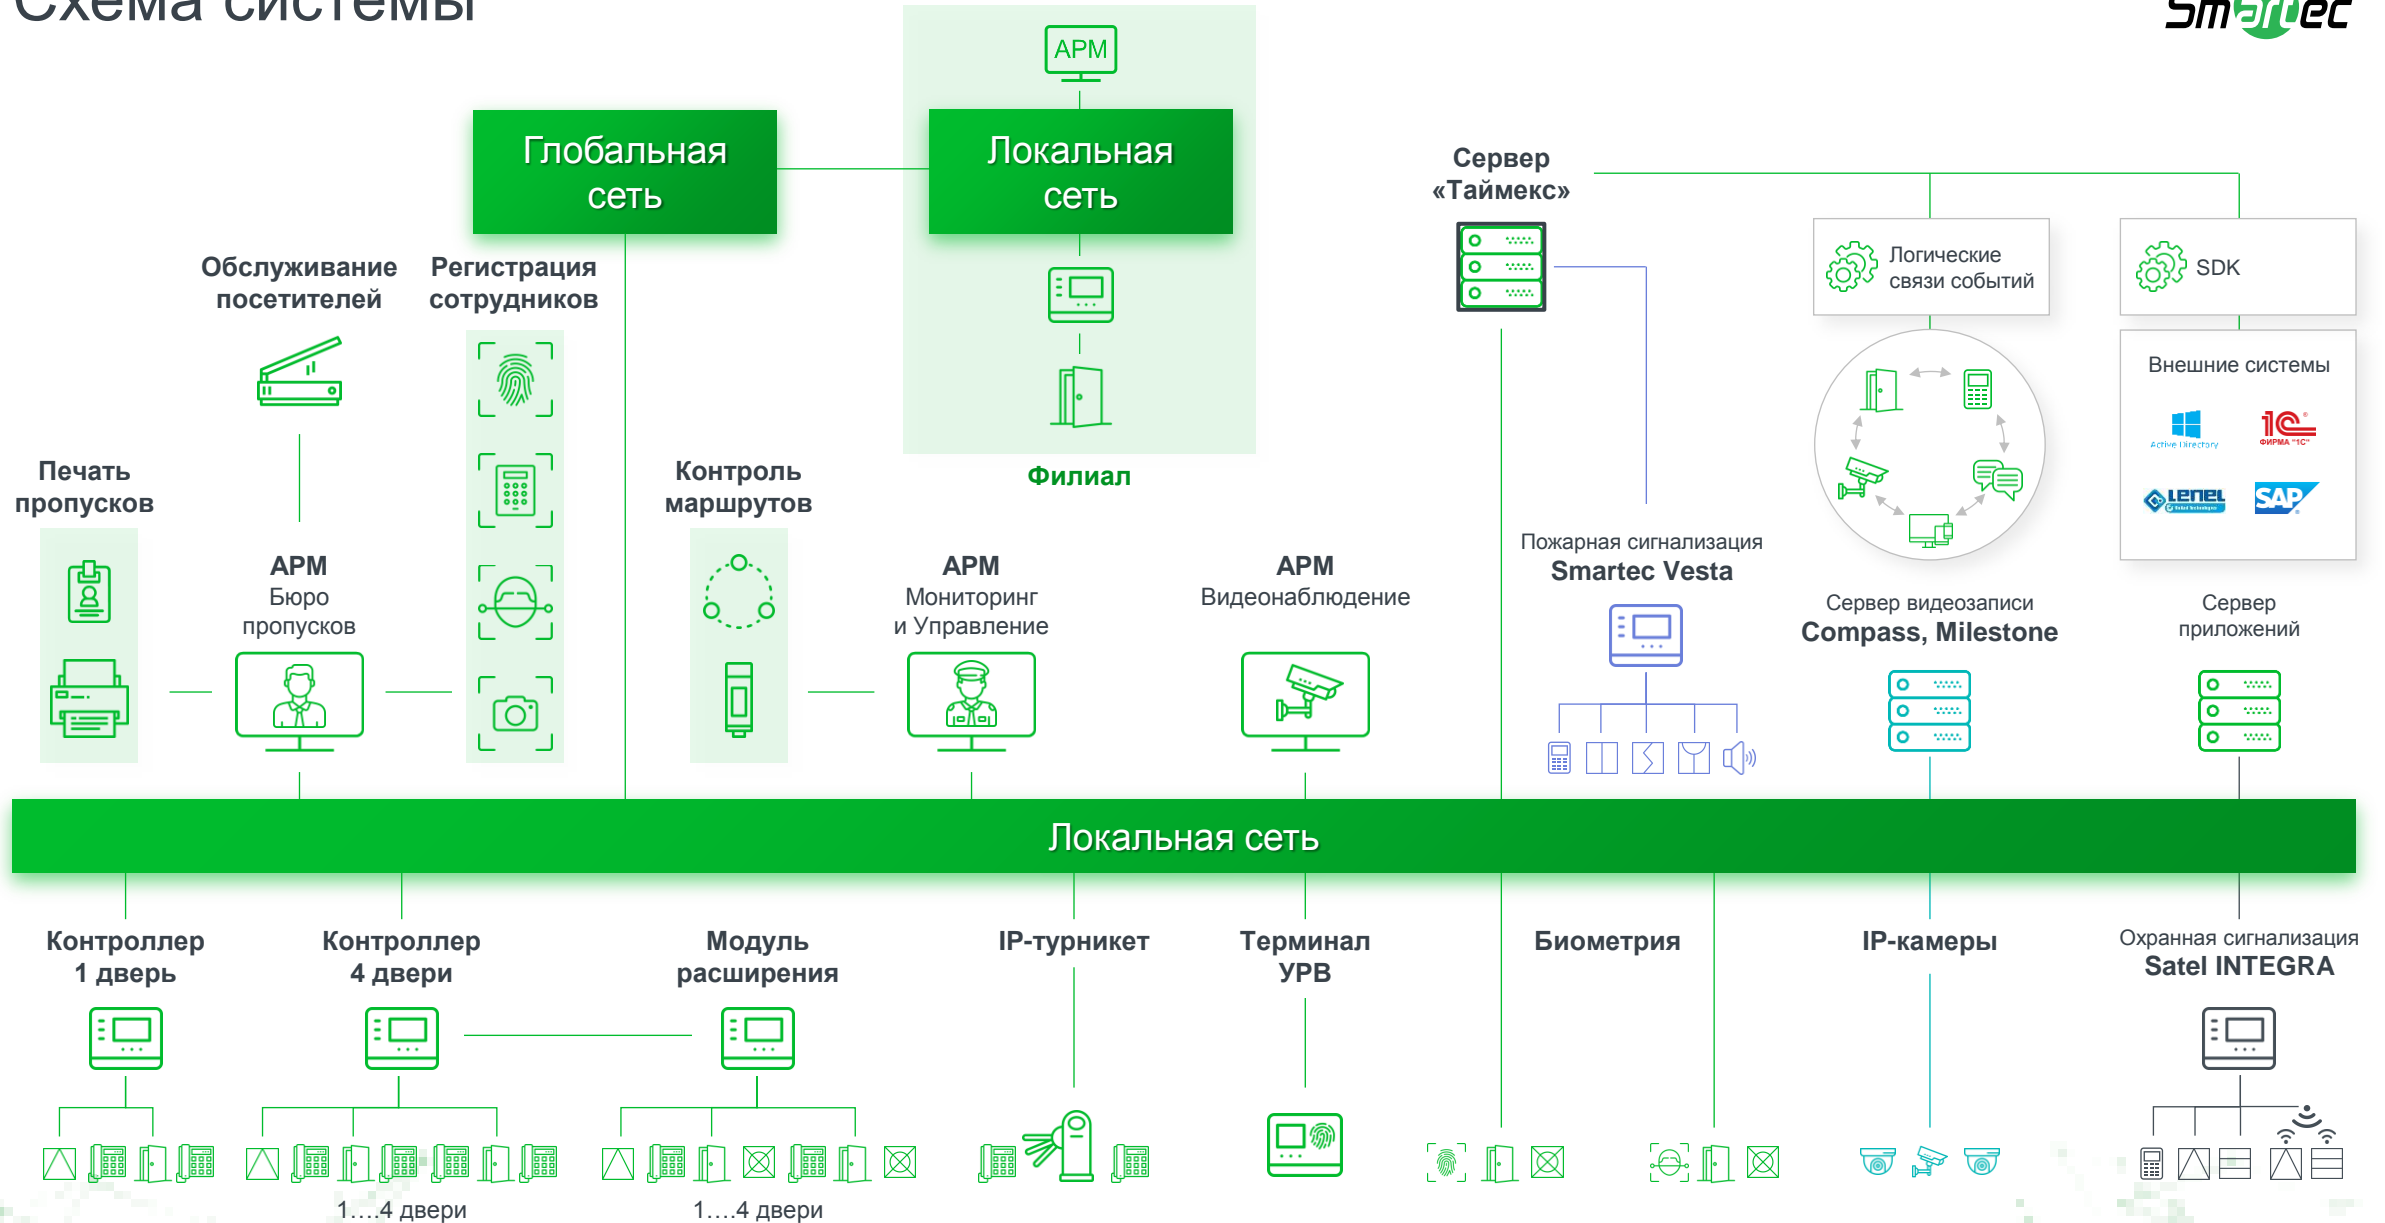 Схема системы
Smartec
АРМ
Глобальная
сеть
Локальная
сеть
Филиал
Сервер
«Таймекс»
Логические
связи событий
SDK
Внешние системы
Active Directory
1С
ФИРМА "1С"
LENEL
SAP
Обслуживание
посетителей
Регистрация
сотрудников
Печать
пропусков
АРМ
Бюро
пропусков
Контроль
маршрутов
АРМ
Мониторинг
и Управление
АРМ
Видеонаблюдение
Пожарная сигнализация
Smartec Vesta
Сервер видеозаписи
Compass, Milestone
Сервер
приложений
Локальная сеть
Контроллер
1 дверь
Контроллер
4 двери
Модуль
расширения
IP-турникет
Терминал
УРВ
Биометрия
IP-камеры
Охранная сигнализация
Satel INTEGRA
1….4 двери
1….4 двери